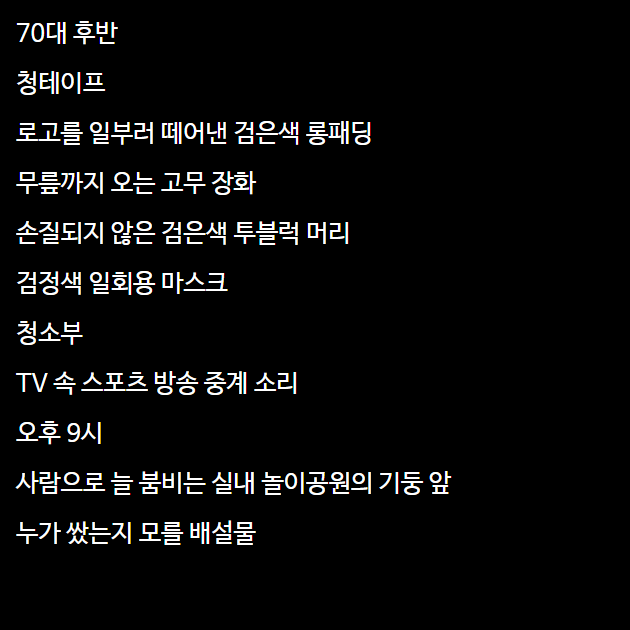 70대 후반
청테이프
로고를 일부러 떼어낸 검은색 롱패딩
무릎까지 오는 고무 장화
손질되지 않은 검은색 투블럭 머리
검정색 일회용 마스크
청소부
TV 속 스포츠 방송 중계 소리
오후 9시
사람으로 늘 붐비는 실내 놀이공원의 기둥 앞
누가 쌌는지 모를 배설물